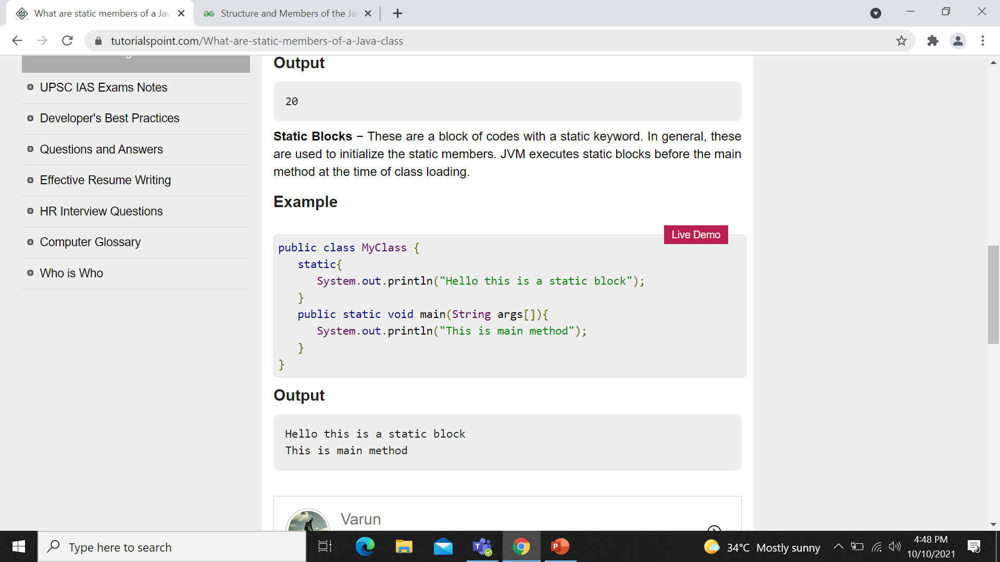 What are static members of a Jav
Structure and Members of the Ja
tutorialspoint.com/What-are-static-members-of-a-Java-class
UPSC IAS Exams Notes
Developer's Best Practices
Questions and Answers
Effective Resume Writing
HR Interview Questions
Computer Glossary
Who is Who
Output
20
Static Blocks − These are a block of codes with a static keyword. In general, these
are used to initialize the static members. JVM executes static blocks before the main
method at the time of class loading.
Example
Live Demo
public class MyClass {
   static{
      System.out.println("Hello this is a static block");
   }
   public static void main(String args[]){
      System.out.println("This is main method");
   }
}
Output
Hello this is a static block
This is main method
Varun
Type here to search
34°C Mostly sunny
4:48 PM
10/10/2021